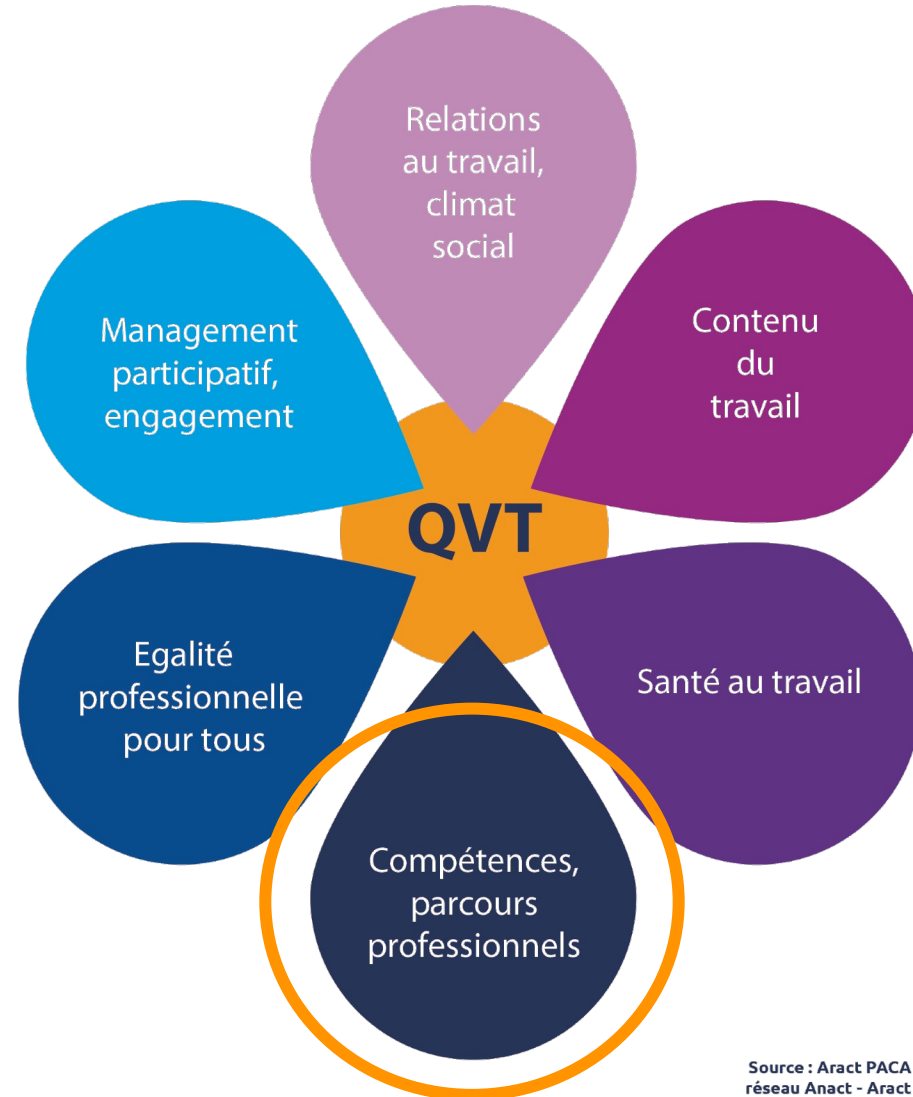 Relations
au travail,
climat
social
Contenu
du
travail
Management
participatif,
engagement
QVT
Egalité
professionnelle
pour tous
Santé au travail
Compétences,
parcours
professionnels
Source : Aract PACA
réseau Anact - Aract